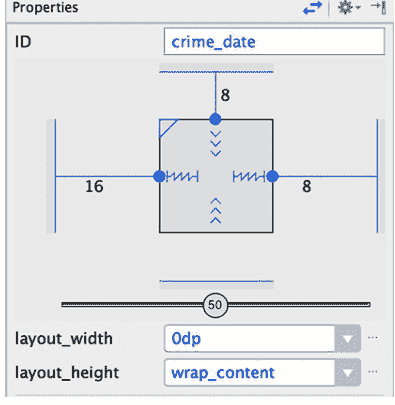 Properties
ID crime_date
8
16 8
50
layout_width 0dp
layout_height wrap_content